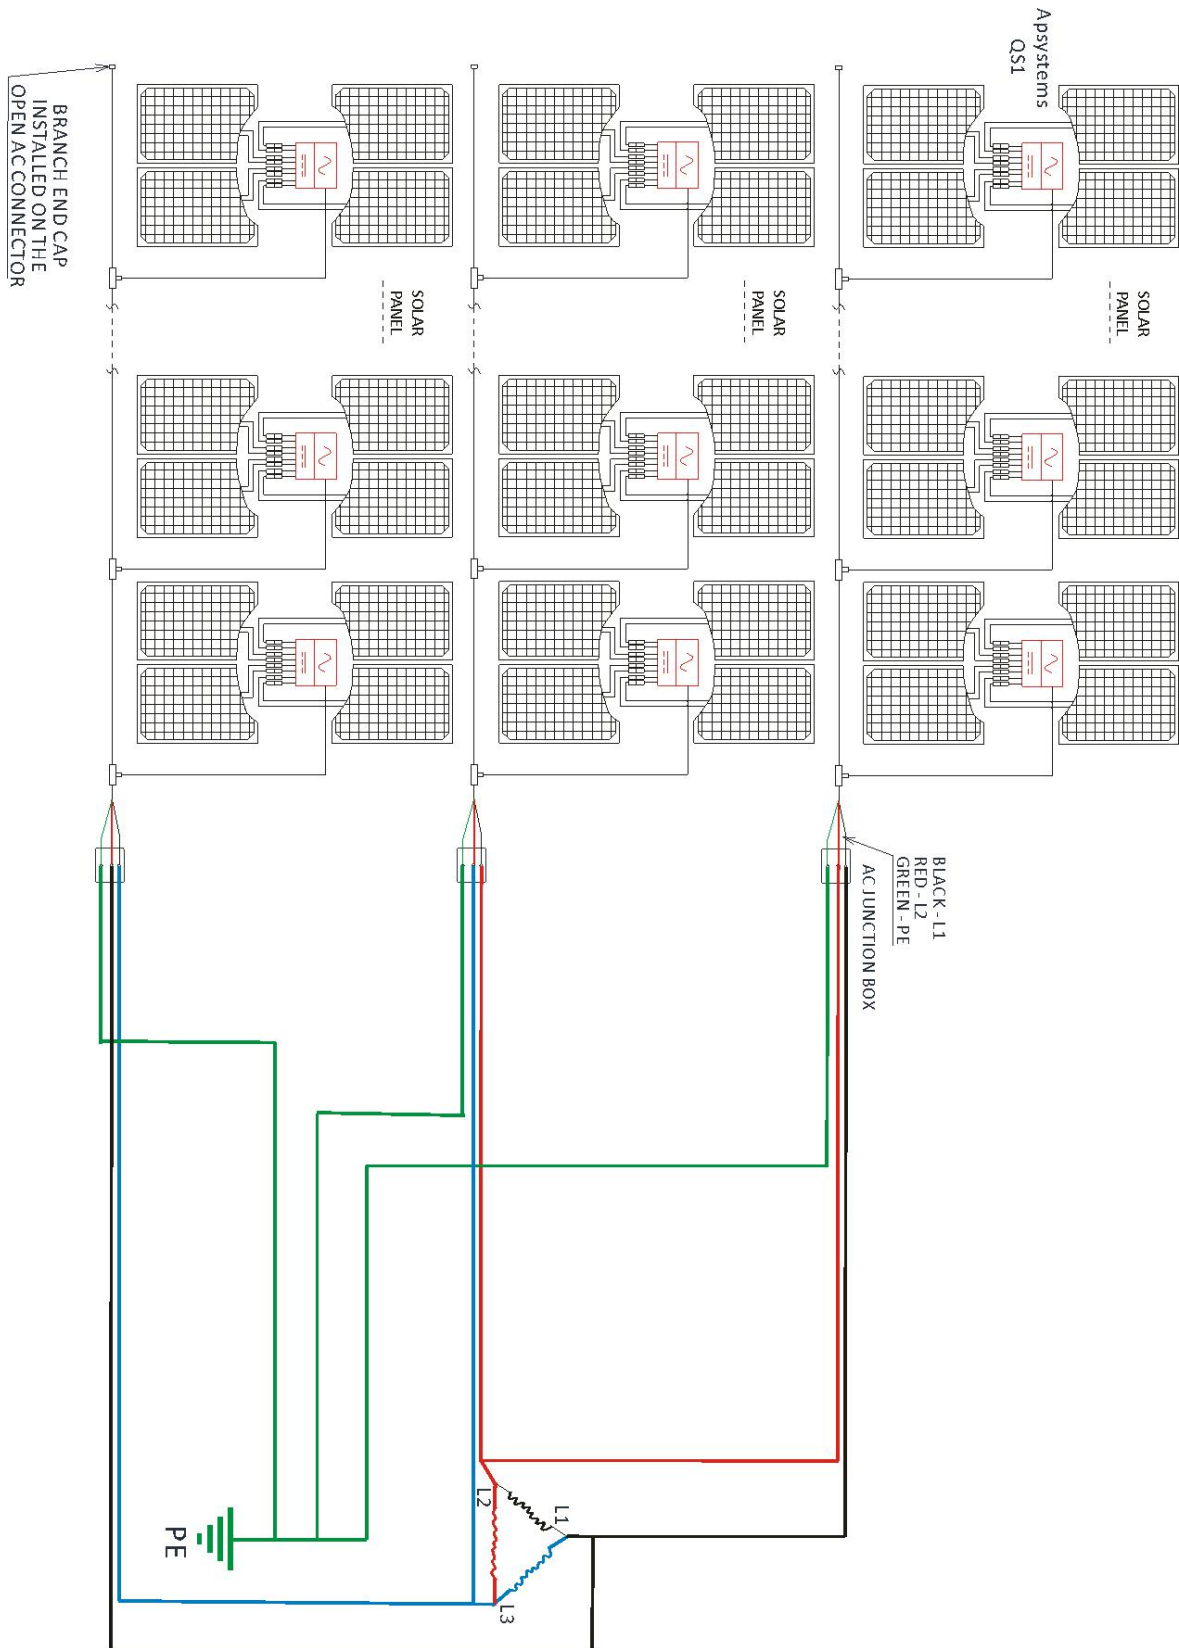 Apsystems
QS1
SOLAR
PANEL
SOLAR
PANEL
SOLAR
PANEL
BRANCH END CAP
INSTALLED ON THE
OPEN AC CONNECTOR
BLACK - L1
RED - L2
GREEN - PE
AC JUNCTION BOX
L1
L2
L3
PE